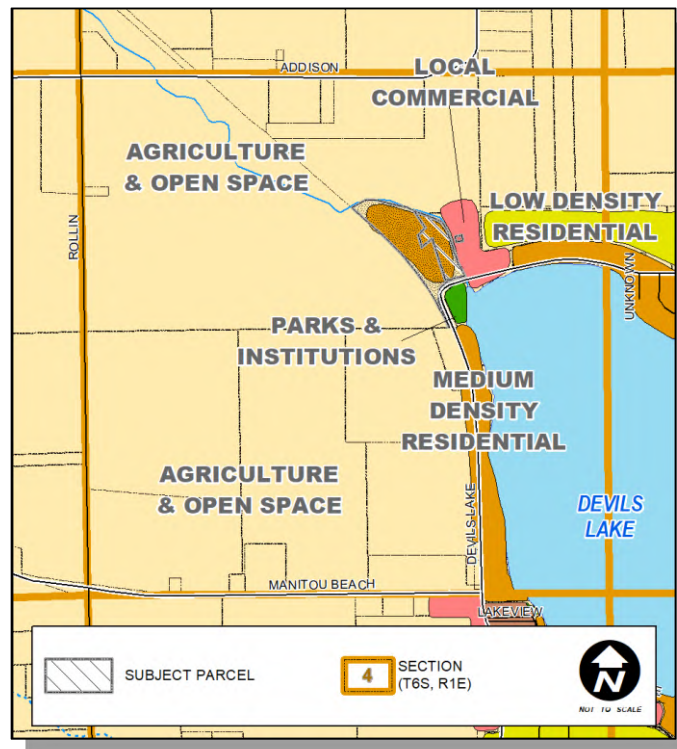 ADDISON
LOCAL
COMMERCIAL
AGRICULTURE
& OPEN SPACE
LOW DENSITY
RESIDENTIAL
ROLLIN
UNKNOWN
PARKS &
INSTITUTIONS
MEDIUM
DENSITY
RESIDENTIAL
AGRICULTURE
& OPEN SPACE
DEVILS
LAKE
DEVILS LAKE
MANITOU BEACH
LAKEVIEW
SUBJECT PARCEL
4
SECTION
(T6S, R1E)
N
NOT TO SCALE